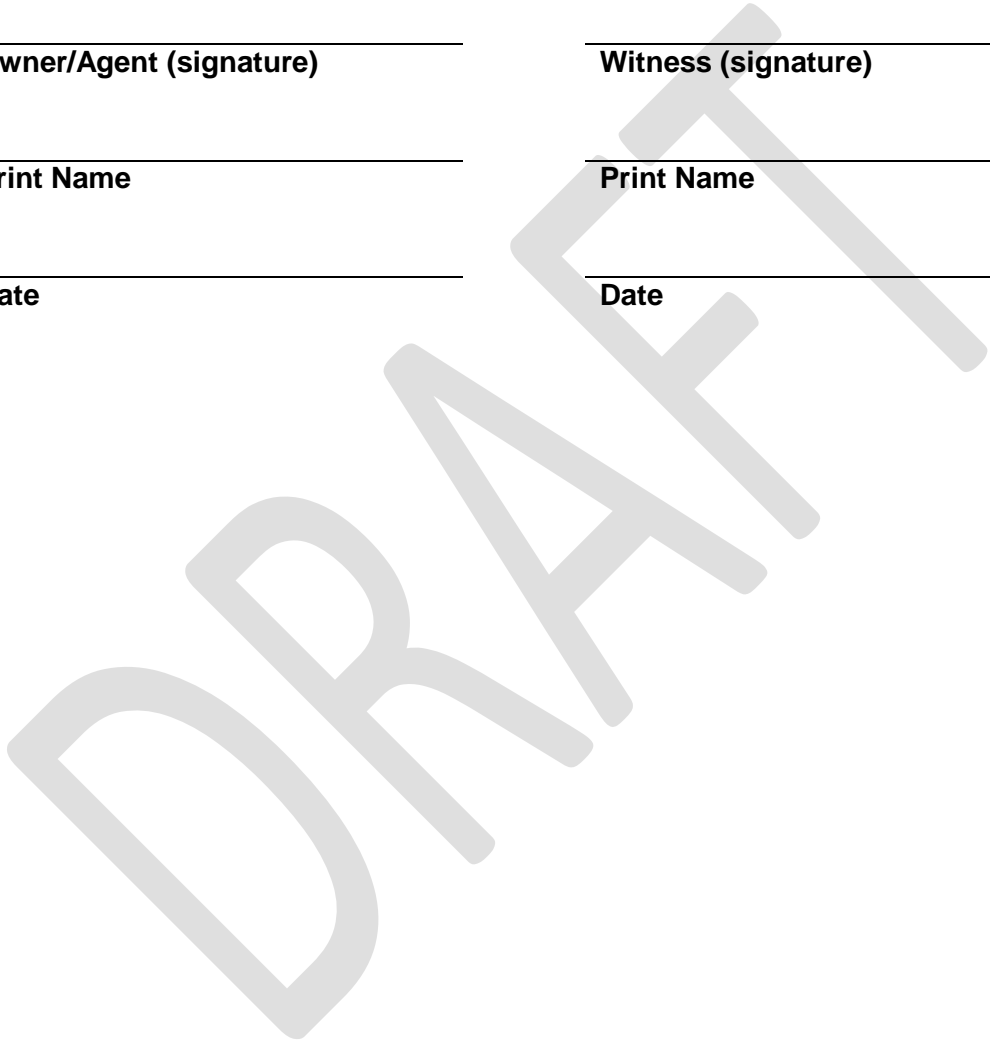 wner/Agent (signature) Witness (signature)
rint Name Print Name
ate Date
DRAFT